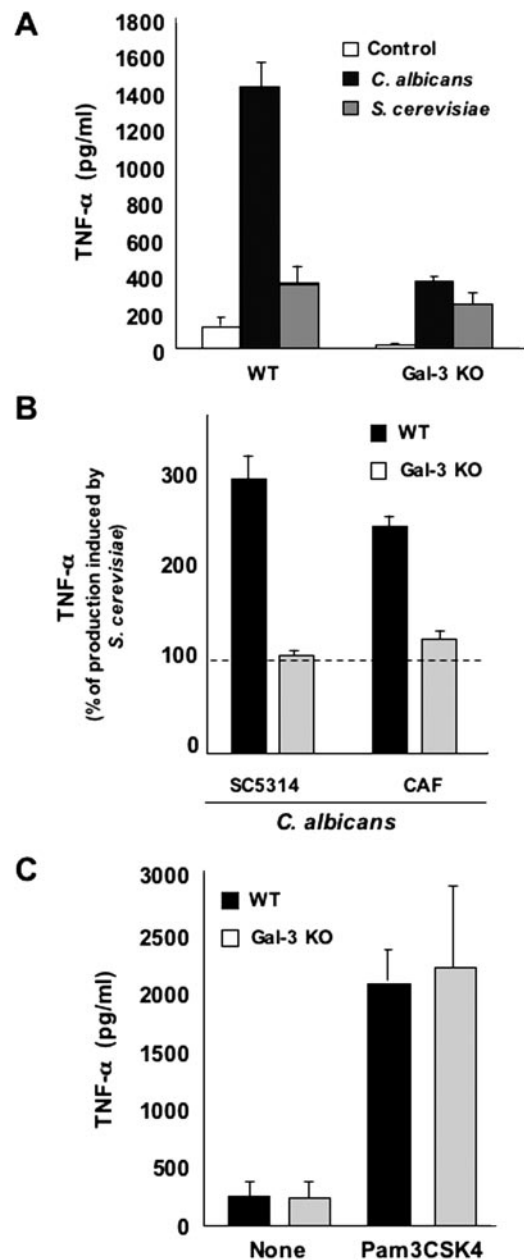 A
TNF-α (pg/ml)
1800
1600
1400
1200
1000
800
600
400
200
0
Control
C. albicans
S. cerevisiae
WT
Gal-3 KO
B
TNF-α
(% of production induced by
S. cerevisiae)
300
200
100
0
WT
Gal-3 KO
SC5314
CAF
C. albicans
C
TNF-α (pg/ml)
3000
2500
2000
1500
1000
500
0
WT
Gal-3 KO
None
Pam3CSK4